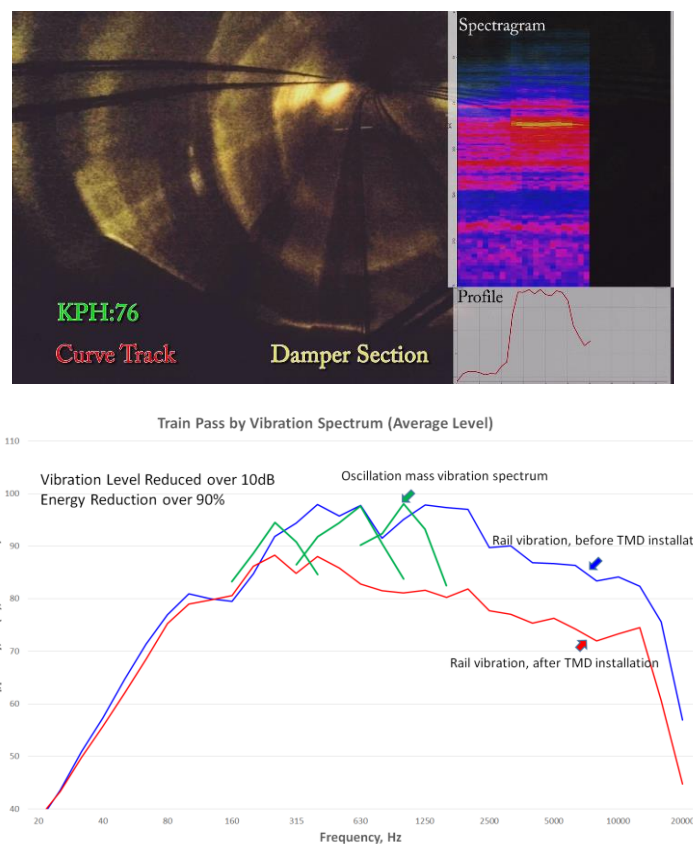 Spectragram
KPH:76
Curve Track
Damper Section
Profile
Train Pass by Vibration Spectrum (Average Level)
110
100
90
80
70
60
50
40
Vibration Level Reduced over 10dB
Energy Reduction over 90%
Oscillation mass vibration spectrum
Rail vibration, before TMD installat
Rail vibration, after TMD installation
20 40 80 160 315 630 1250 2500 5000 10000 20000
Frequency, Hz